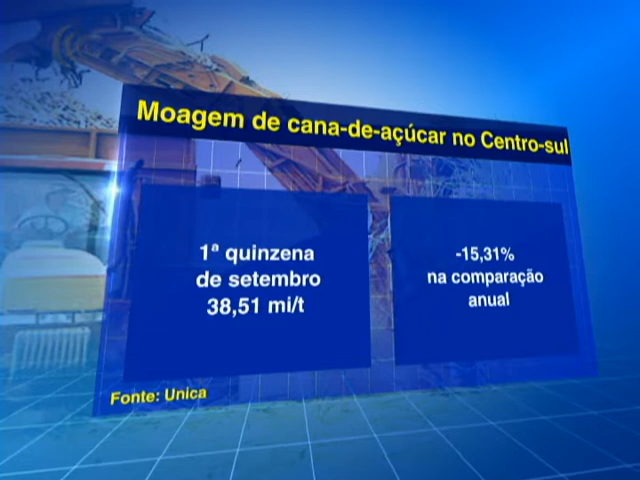 Moagem de cana-de-açúcar no Centro-sul
1ª quinzena
de setembro
38,51 mi/t
-15,31%
na comparação
anual
Fonte: Unica